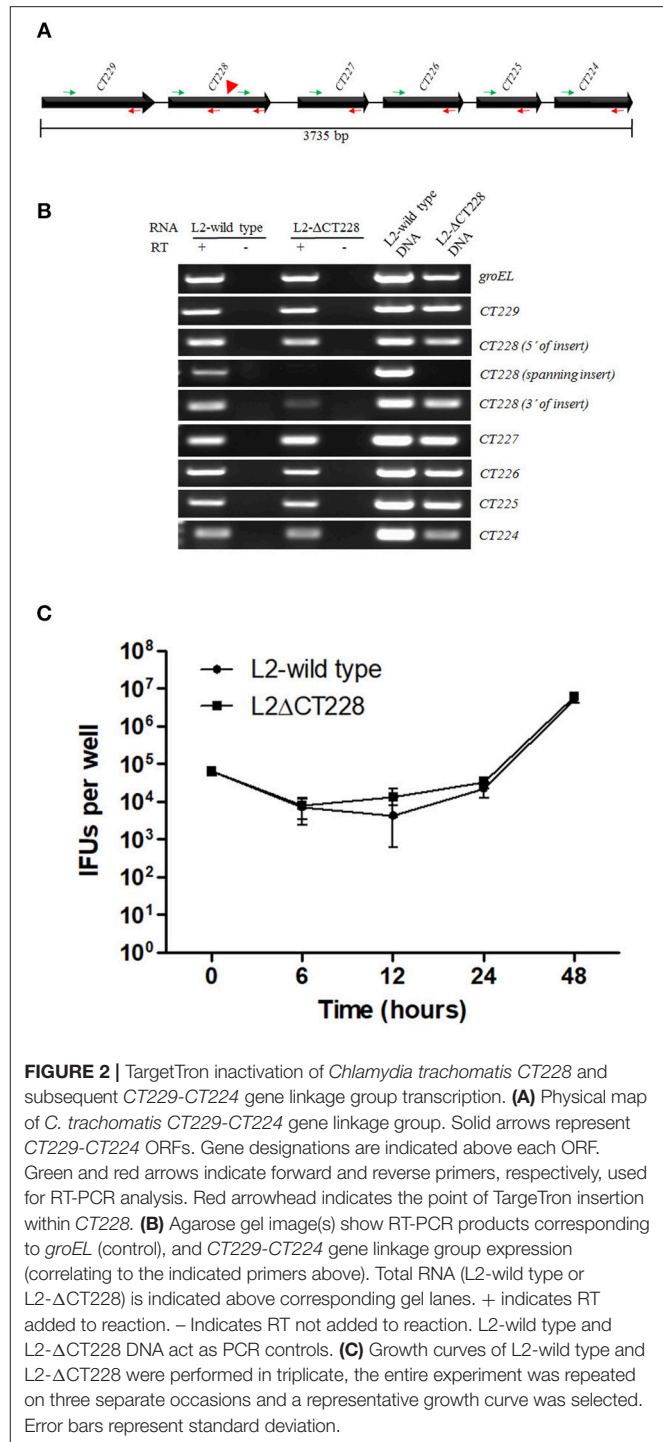 A
CT229
CT228
CT227
CT226
CT225
CT224
3735 bp
B
RNA L2-wild type L2-ΔCT228 L2-wild type DNA L2-ΔCT228 DNA
RT + - + -
groEL
CT229
CT228 (5´ of insert)
CT228 (spanning insert)
CT228 (3´ of insert)
CT227
CT226
CT225
CT224
C
L2-wild type
L2ΔCT228
IFUs per well
10⁸
10⁷
10⁶
10⁵
10⁴
10³
10²
10¹
10⁰
0 6 12 24 48
Time (hours)
FIGURE 2 | TargetTron inactivation of Chlamydia trachomatis CT228 and
subsequent CT229-CT224 gene linkage group transcription. (A) Physical map
of C. trachomatis CT229-CT224 gene linkage group. Solid arrows represent
CT229-CT224 ORFs. Gene designations are indicated above each ORF.
Green and red arrows indicate forward and reverse primers, respectively, used
for RT-PCR analysis. Red arrowhead indicates the point of TargeTron insertion
within CT228. (B) Agarose gel image(s) show RT-PCR products corresponding
to groEL (control), and CT229-CT224 gene linkage group expression
(correlating to the indicated primers above). Total RNA (L2-wild type or
L2-ΔCT228) is indicated above corresponding gel lanes. + indicates RT
added to reaction. – Indicates RT not added to reaction. L2-wild type and
L2-ΔCT228 DNA act as PCR controls. (C) Growth curves of L2-wild type and
L2-ΔCT228 were performed in triplicate, the entire experiment was repeated
on three separate occasions and a representative growth curve was selected.
Error bars represent standard deviation.